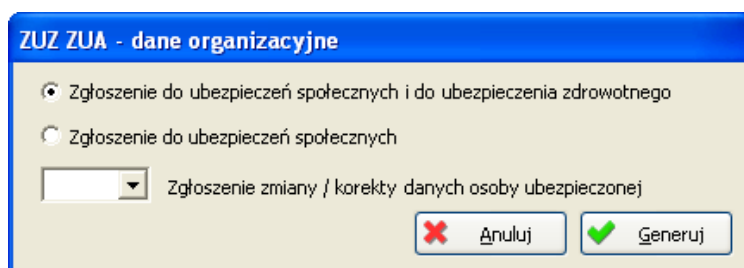 ZUZ ZUA - dane organizacyjne
Zgłoszenie do ubezpieczeń społecznych i do ubezpieczenia zdrowotnego
Zgłoszenie do ubezpieczeń społecznych
Zgłoszenie zmiany / korekty danych osoby ubezpieczonej
Anuluj Generuj